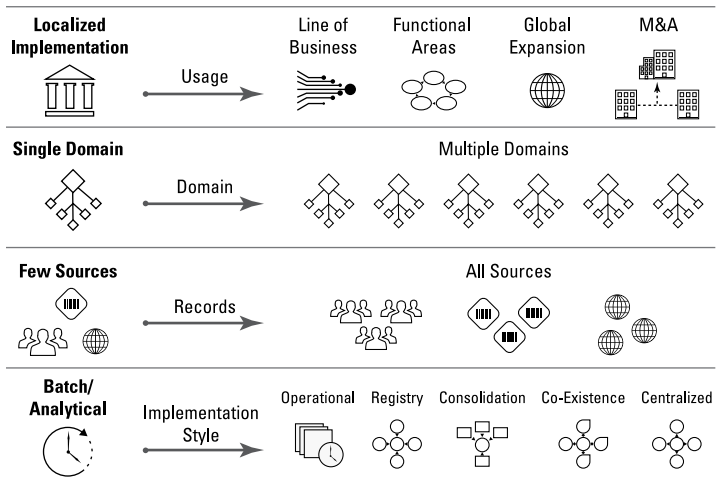 Localized
Implementation
Usage
Line of
Business
Functional
Areas
Global
Expansion
M&A
Single Domain
Domain
Multiple Domains
Few Sources
Records
All Sources
Batch/
Analytical
Implementation
Style
Operational
Registry
Consolidation
Co-Existence
Centralized